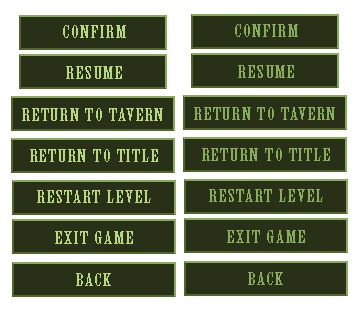 CONFIRM CONFIRM
RESUME RESUME
RETURN TO TAVERN RETURN TO TAVERN
RETURN TO TITLE RETURN TO TITLE
RESTART LEVEL RESTART LEVEL
EXIT GAME EXIT GAME
BACK BACK